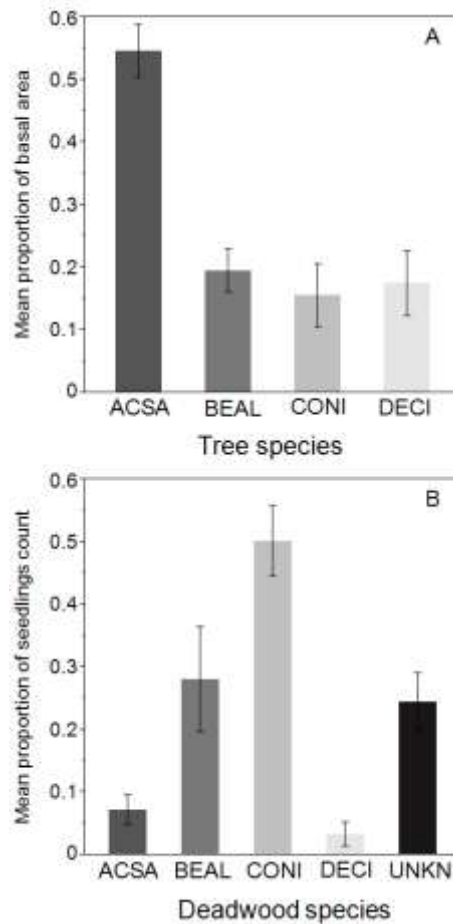 0.6
A
0.5
0.4
0.3
0.2
0.1
0
Mean proportion of basal area
ACSA BEAL CONI DECI
Tree species
0.6
B
0.5
0.4
0.3
0.2
0.1
0
Mean proportion of seedlings count
ACSA BEAL CONI DECI UNKN
Deadwood species